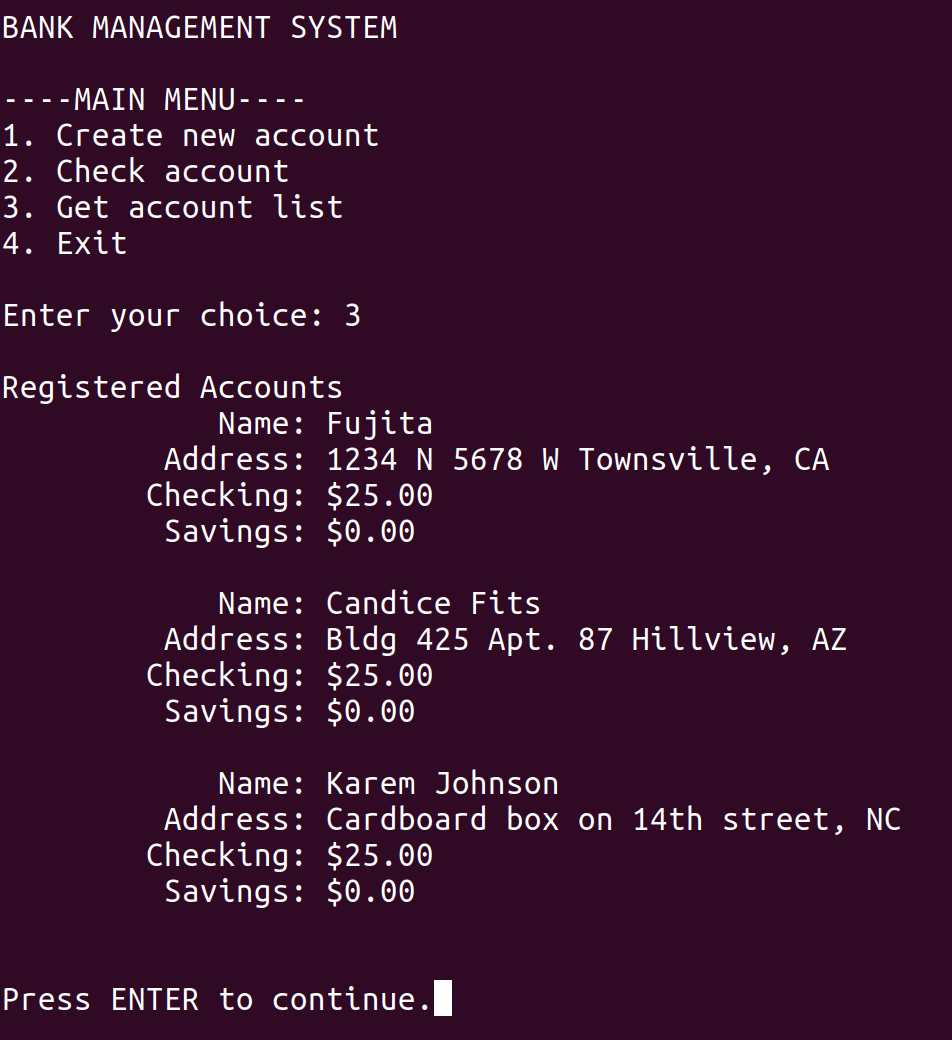 BANK MANAGEMENT SYSTEM
----MAIN MENU----
1. Create new account
2. Check account
3. Get account list
4. Exit
Enter your choice: 3
Registered Accounts
Name: Fujita
Address: 1234 N 5678 W Townsville, CA
Checking: $25.00
Savings: $0.00
Name: Candice Fits
Address: Bldg 425 Apt. 87 Hillview, AZ
Checking: $25.00
Savings: $0.00
Name: Karem Johnson
Address: Cardboard box on 14th street, NC
Checking: $25.00
Savings: $0.00
Press ENTER to continue.